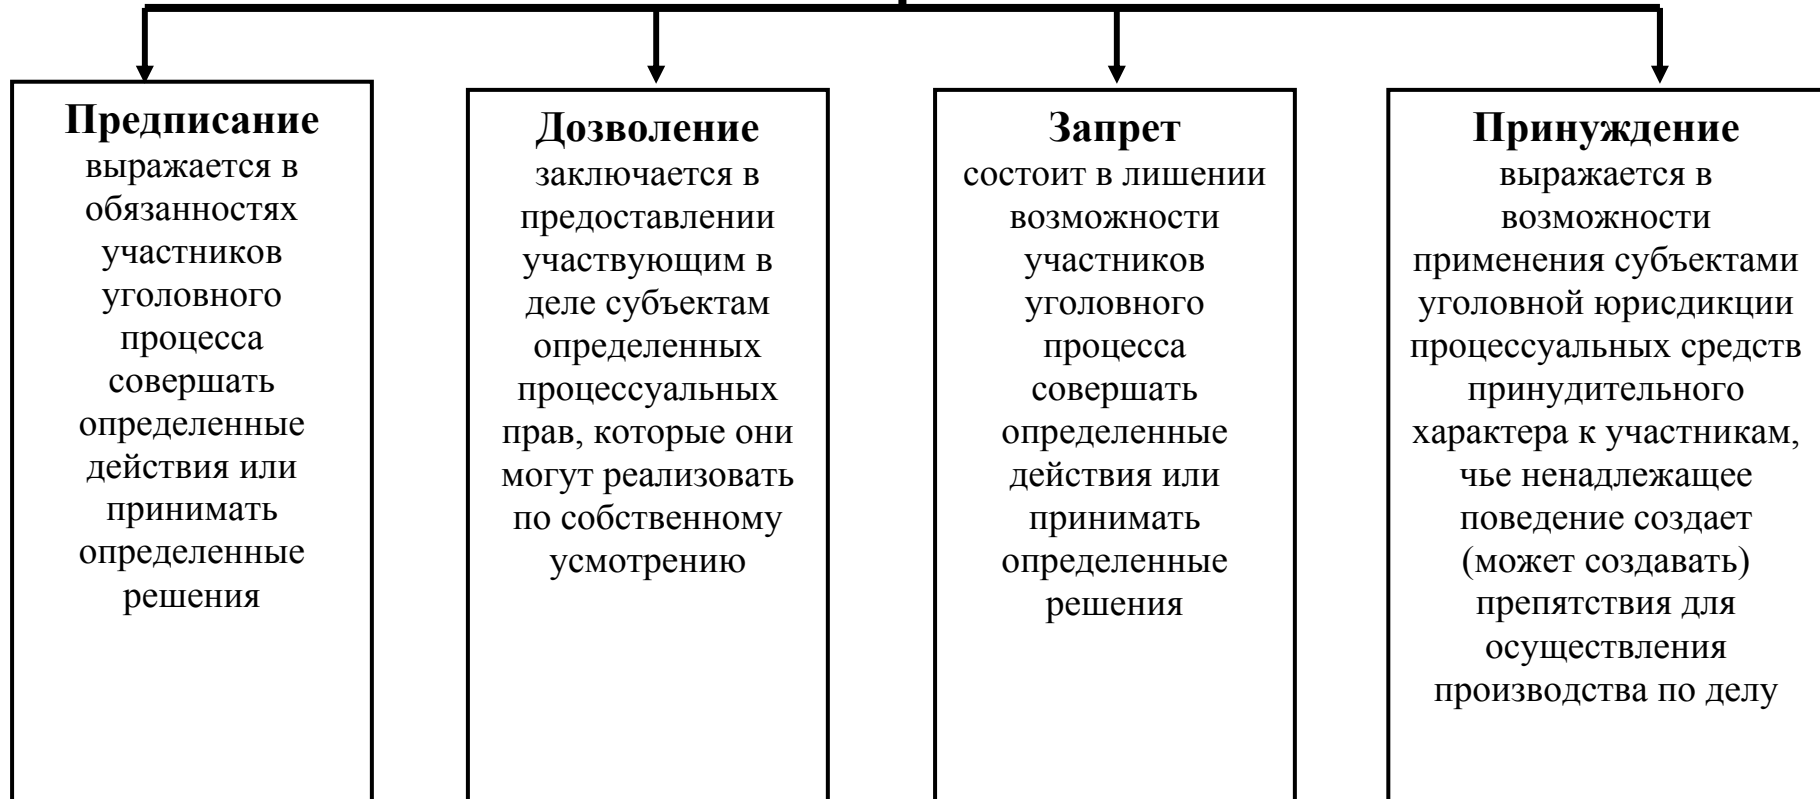 Предписание
выражается в
обязанностях
участников
уголовного
процесса
совершать
определенные
действия или
принимать
определенные
решения
Дозволение
заключается в
предоставлении
участвующим в
деле субъектам
определенных
процессуальных
прав, которые они
могут реализовать
по собственному
усмотрению
Запрет
состоит в лишении
возможности
участников
уголовного
процесса
совершать
определенные
действия или
принимать
определенные
решения
Принуждение
выражается в
возможности
применения субъектами
уголовной юрисдикции
процессуальных средств
принудительного
характера к участникам,
чье ненадлежащее
поведение создает
(может создавать)
препятствия для
осуществления
производства по делу